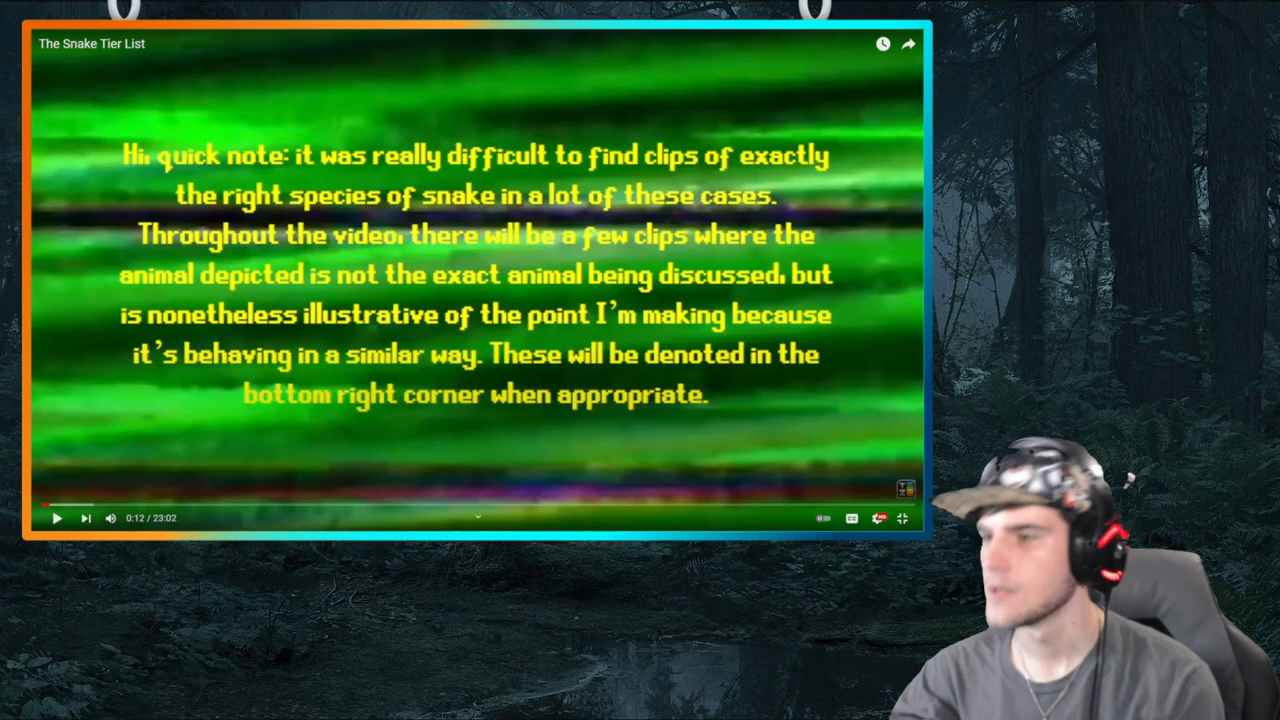 The Snake Tier List
Hi, quick note: it was really difficult to find clips of exactly
the right species of snake in a lot of these cases.
Throughout the video, there will be a few clips where the
animal depicted is not the exact animal being discussed, but
is nonetheless illustrative of the point I'm making because
it's behaving in a similar way. These will be denoted in the
bottom right corner when appropriate.
0:12 / 23:02
CC
HD